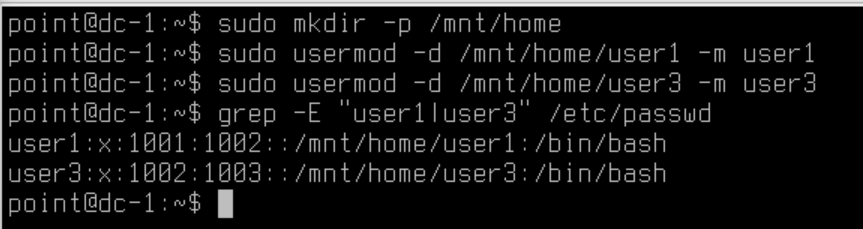 point@dc-1:~$ sudo mkdir -p /mnt/home
point@dc-1:~$ sudo usermod -d /mnt/home/user1 -m user1
point@dc-1:~$ sudo usermod -d /mnt/home/user3 -m user3
point@dc-1:~$ grep -E "user1|user3" /etc/passwd
user1:x:1001:1002::/mnt/home/user1:/bin/bash
user3:x:1002:1003::/mnt/home/user3:/bin/bash
point@dc-1:~$